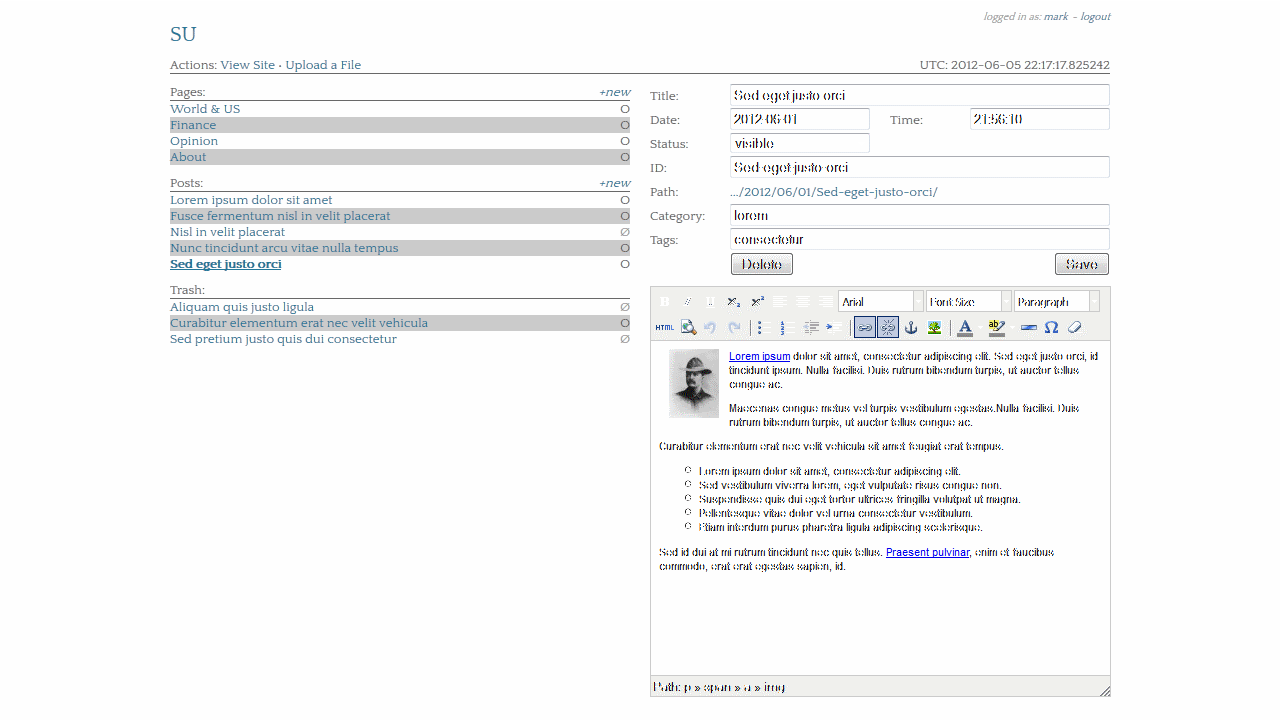 logged in as: mark - logout
SU
Actions: View Site · Upload a File
UTC: 2012-06-05 22:17:17.825242
Pages:
+new
World & US O
Finance O
Opinion O
About O
Posts:
+new
Lorem ipsum dolor sit amet O
Fusce fermentum nisl in velit placerat O
Nisl in velit placerat Ø
Nunc tincidunt arcu vitae nulla tempus O
Sed eget justo orci O
Trash:
Aliquam quis justo ligula Ø
Curabitur elementum erat nec velit vehicula O
Sed pretium justo quis dui consectetur Ø
Title: Sed eget justo orci
Date: 2012-06-01 Time: 21:56:10
Status: visible
ID: Sed-eget-justo-orci
Path: .../2012/06/01/Sed-eget-justo-orci/
Category: lorem
Tags: consectetur
Delete Save
B I U x₂ x² Arial Font Size Paragraph
HTML A ab Ω
Lorem ipsum dolor sit amet, consectetur adipiscing elit. Sed eget justo orci, id
tincidunt ipsum. Nulla facilisi. Duis rutrum bibendum turpis, ut auctor tellus
congue ac.
Maecenas congue metus vel turpis vestibulum egestas.Nulla facilisi. Duis
rutrum bibendum turpis, ut auctor tellus congue ac.
Curabitur elementum erat nec velit vehicula sit amet feugiat erat tempus.
Lorem ipsum dolor sit amet, consectetur adipiscing elit.
Sed vestibulum viverra lorem, eget vulputate risus congue non.
Suspendisse quis dui eget tortor ultrices fringilla volutpat ut magna.
Pellentesque vitae dolor vel urna consectetur vestibulum.
Etiam interdum purus pharetra ligula adipiscing scelerisque.
Sed id dui at mi rutrum tincidunt nec quis tellus. Praesent pulvinar, enim et faucibus
commodo, erat erat egestas sapien, id.
Path: p » span » a » img